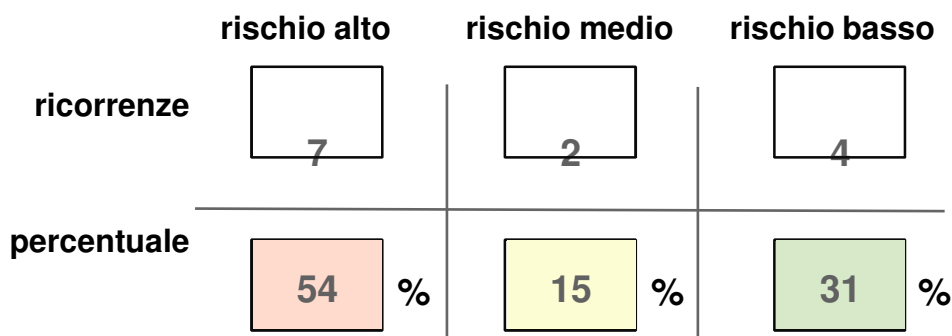 rischio alto rischio medio rischio basso
ricorrenze
7 2 4
percentuale
54 % 15 % 31 %